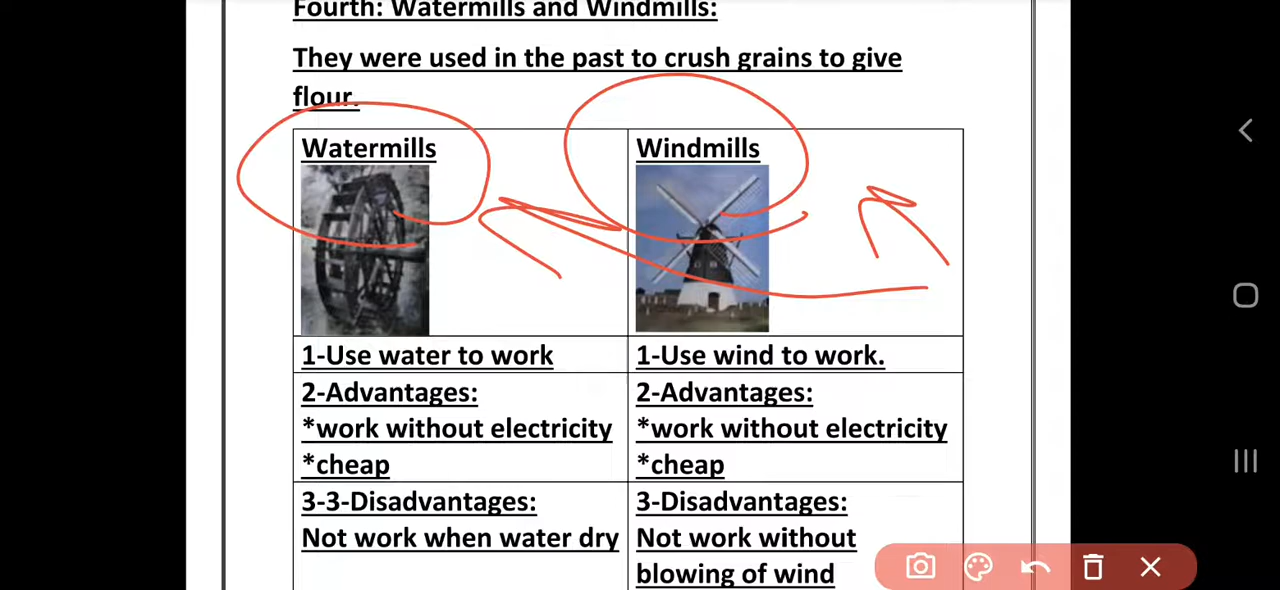 Fourth: Watermills and Windmills:
They were used in the past to crush grains to give
flour.
Watermills
Windmills
1-Use water to work
1-Use wind to work.
2-Advantages:
*work without electricity
*cheap
2-Advantages:
*work without electricity
*cheap
3-3-Disadvantages:
Not work when water dry
3-Disadvantages:
Not work without
blowing of wind